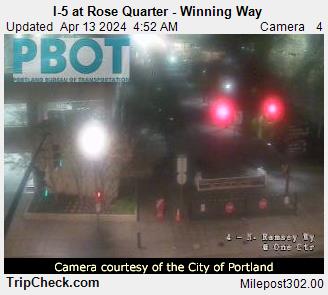 I-5 at Rose Quarter - Winning Way
Updated Apr 13 2024 4:52 AM Camera 4
PBOT
PORTLAND BUREAU OF TRANSPORTATION
4 - N. Ramsey Wy
@ One Ctr
Camera courtesy of the City of Portland
TripCheck.com Milepost302.00